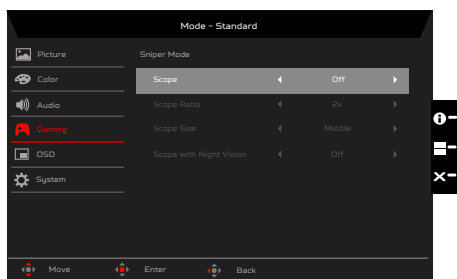 Mode - Standard
Picture
Sniper Mode
Color
Scope Off
Audio
Scope Ratio 2x
Gaming
Scope Size Middle
OSD
Scope with Night Vision Off
System
Move Enter Back